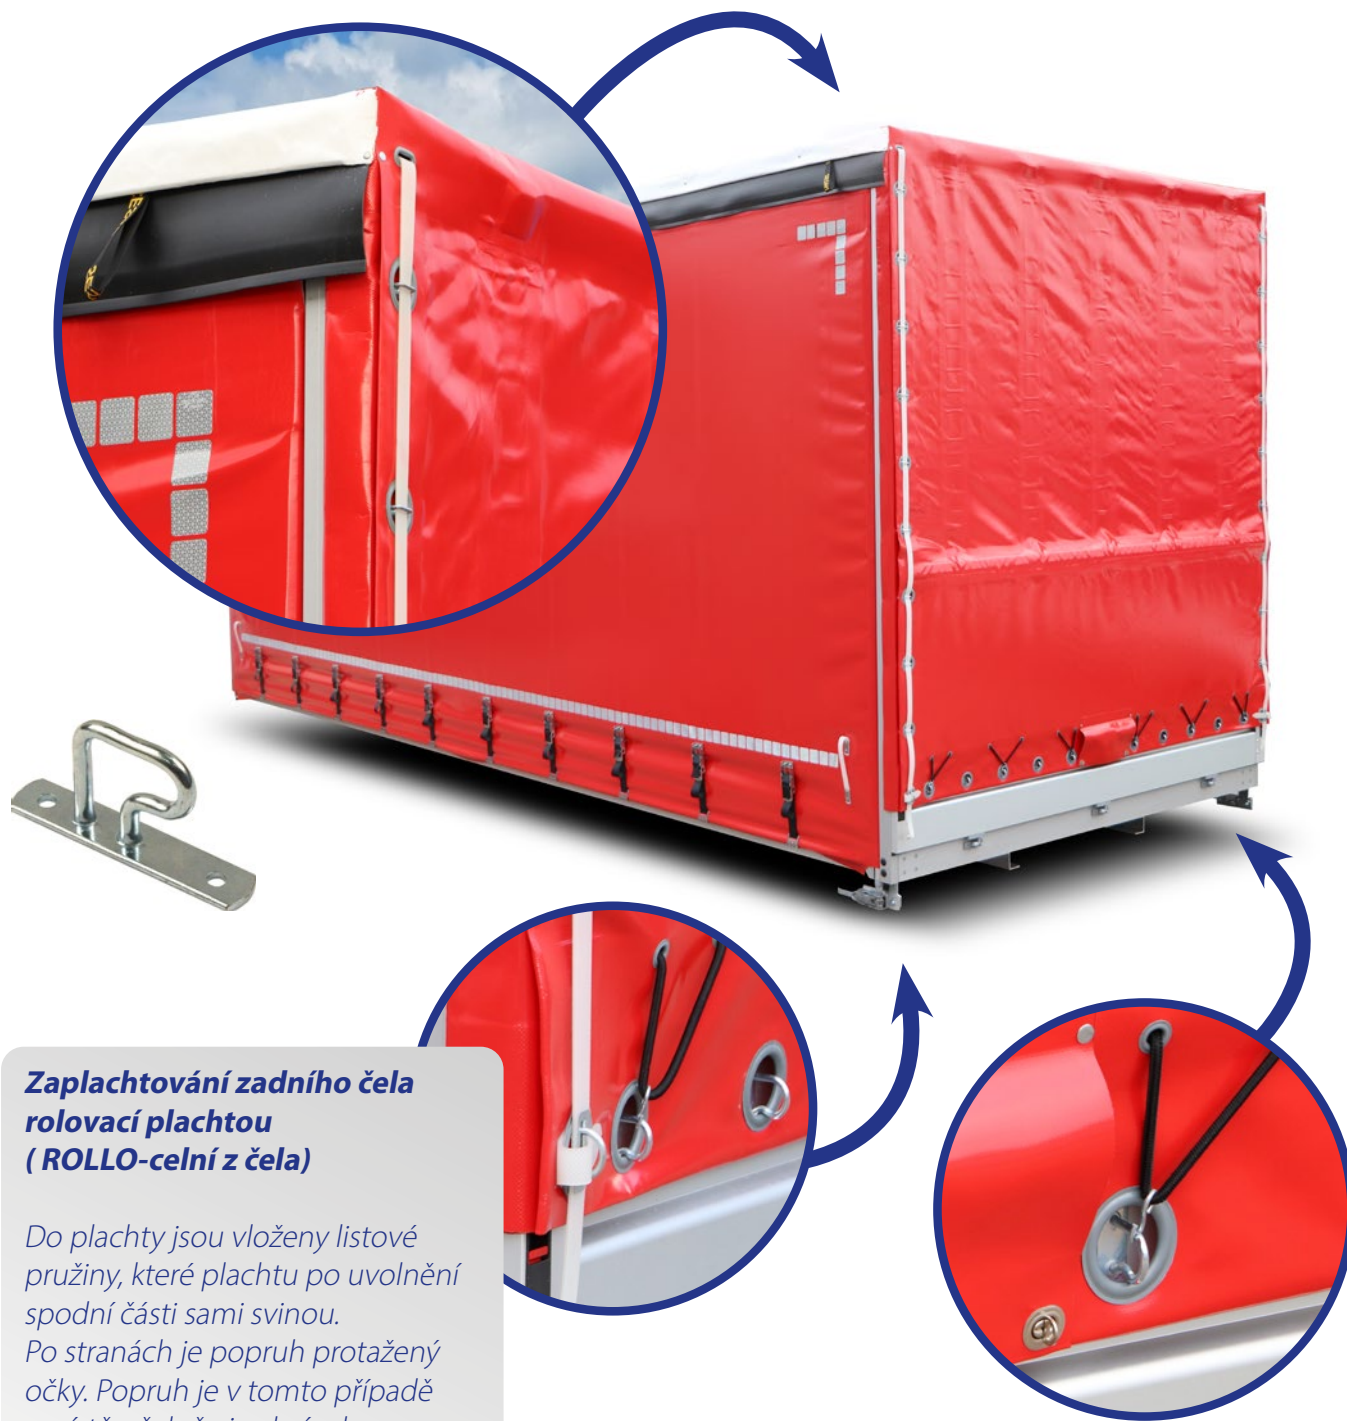 Zaplachtování zadního čela
rolovací plachtou
( ROLLO-celní z čela)
Do plachty jsou vloženy listové
pružiny, které plachtu po uvolnění
spodní části sami svinou.
Po stranách je popruh protažený
očky. Popruh je v tomto případě